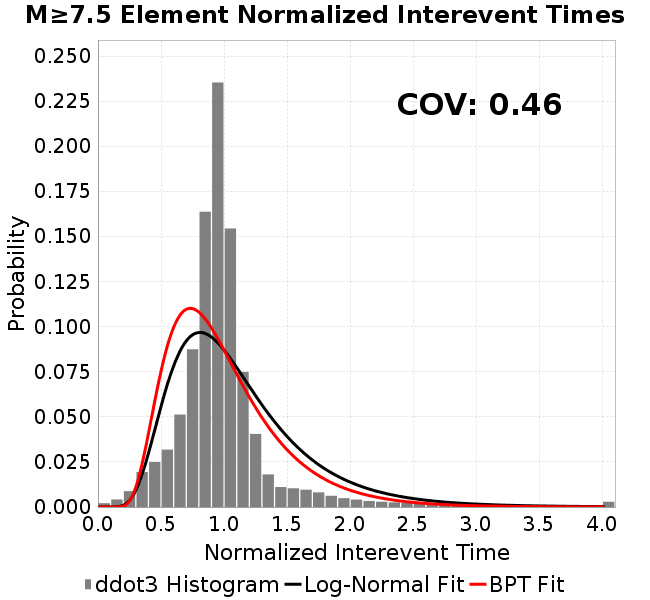 M≥7.5 Element Normalized Interevent Times
0.250
0.225
0.200
0.175
0.150
0.125
0.100
0.075
0.050
0.025
0.000
Probability
COV: 0.46
0.0 0.5 1.0 1.5 2.0 2.5 3.0 3.5 4.0
Normalized Interevent Time
ddot3 Histogram Log-Normal Fit BPT Fit